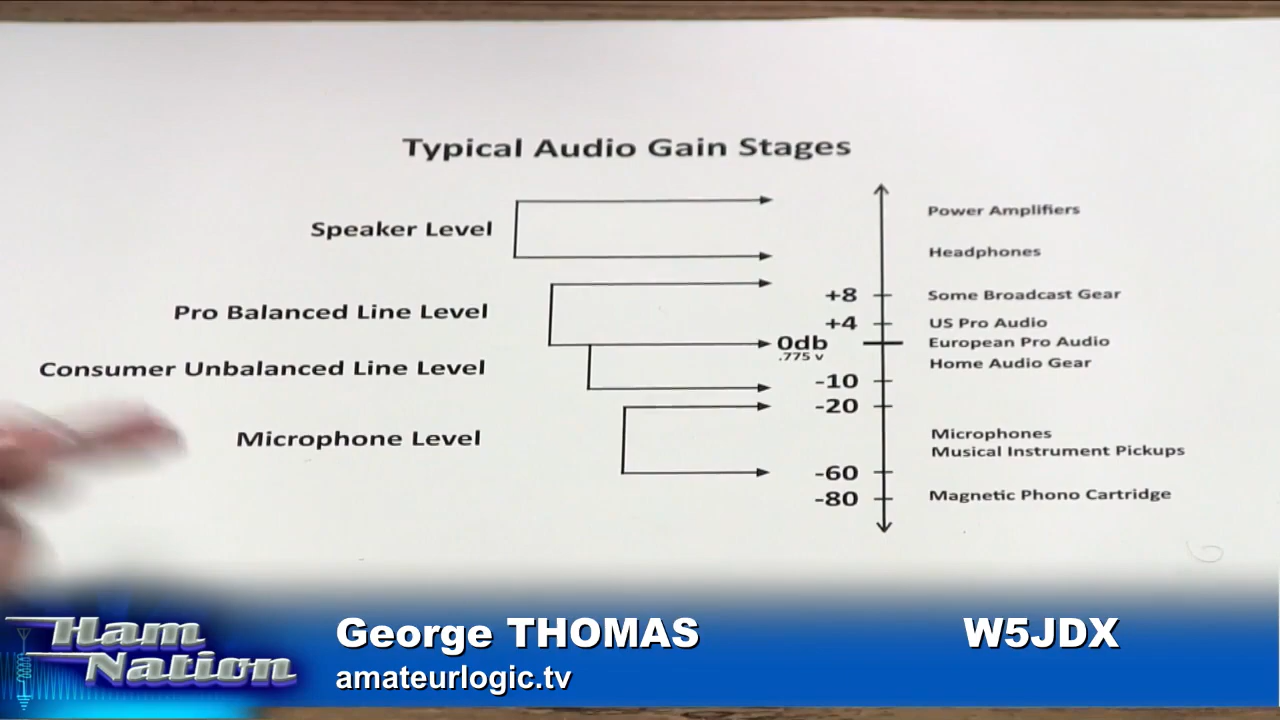 Typical Audio Gain Stages
Speaker Level
Pro Balanced Line Level
Consumer Unbalanced Line Level
Microphone Level
+8
+4
0db
.775 v
-10
-20
-60
-80
Power Amplifiers
Headphones
Some Broadcast Gear
US Pro Audio
European Pro Audio
Home Audio Gear
Microphones
Musical Instrument Pickups
Magnetic Phono Cartridge
Ham
Nation
George THOMAS
W5JDX
amateurlogic.tv